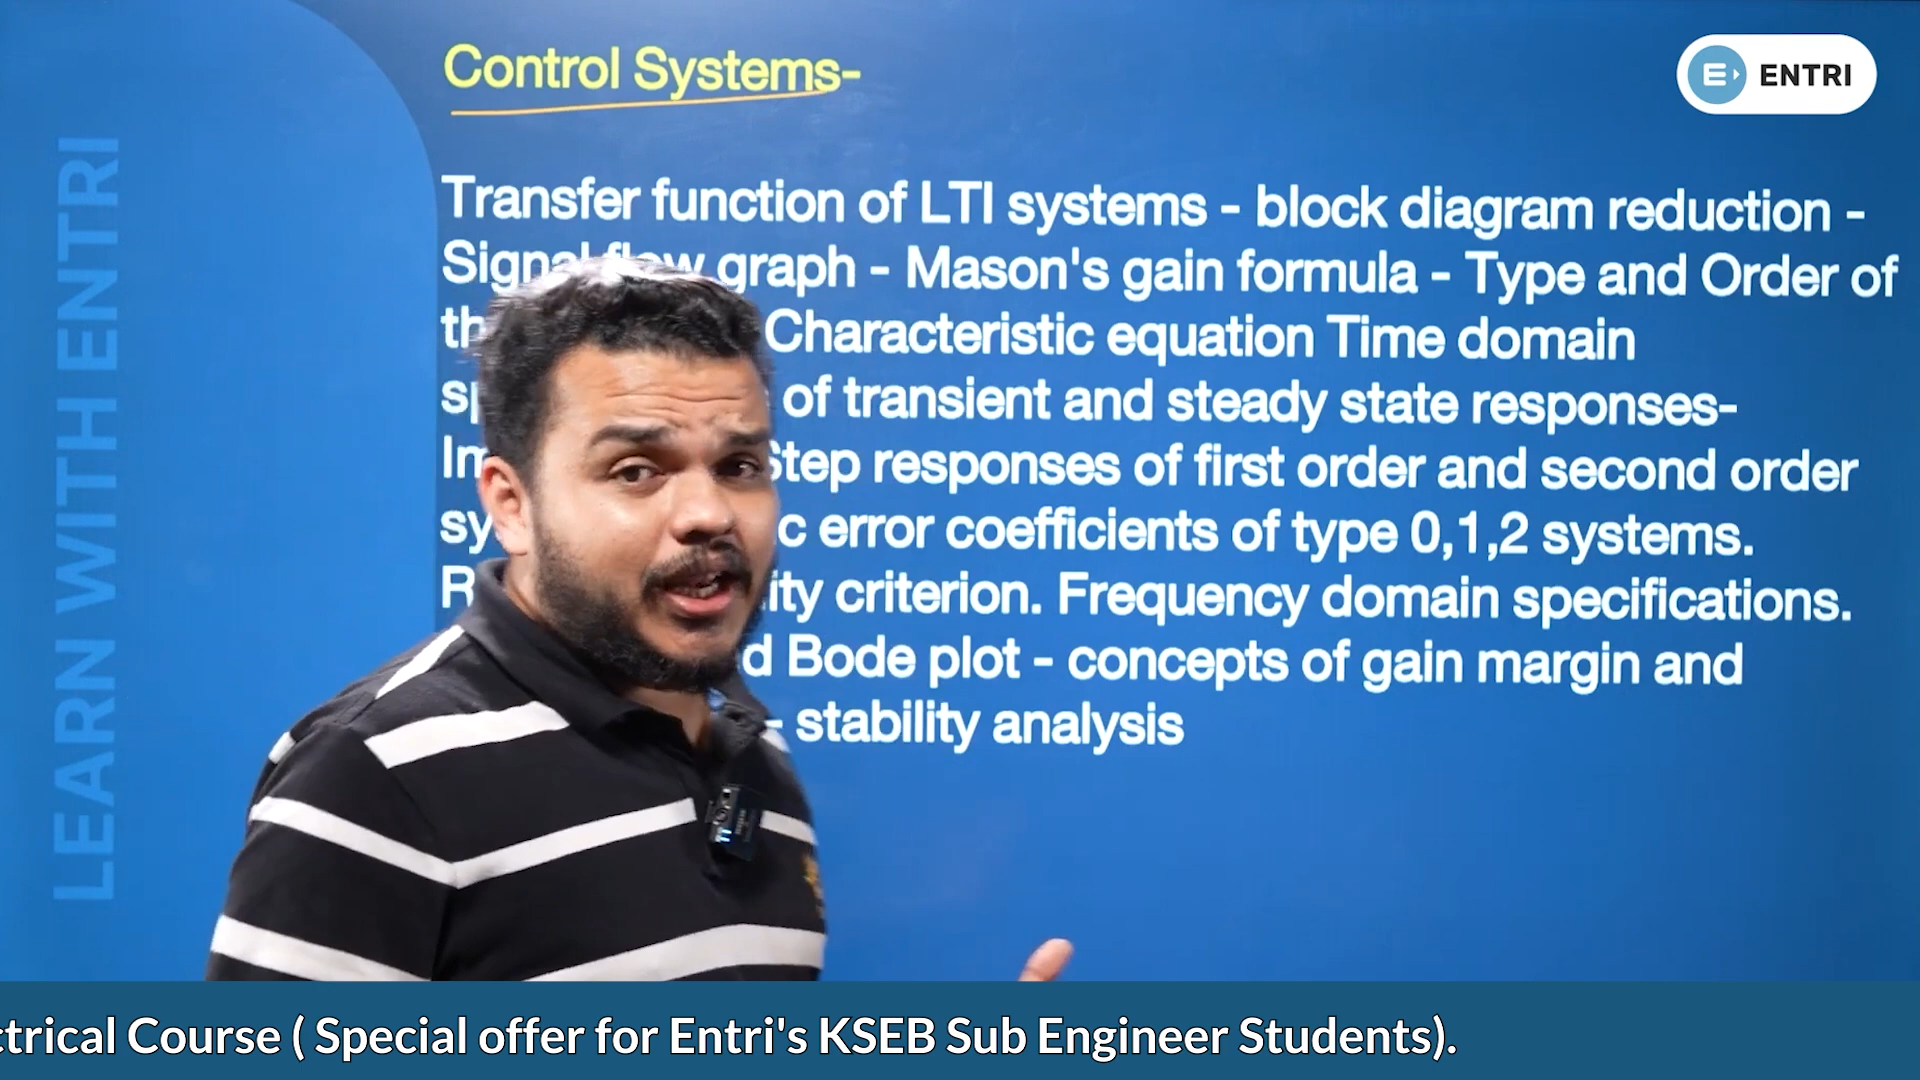 Control Systems-
ENTRI
LEARN WITH ENTRI
Transfer function of LTI systems - block diagram reduction -
graph - Mason's gain formula - Type and Order of
Characteristic equation Time domain
of transient and steady state responses-
Step responses of first order and second order
error coefficients of type 0,1,2 systems.
criterion. Frequency domain specifications.
Bode plot - concepts of gain margin and
- stability analysis
Course ( Special offer for Entri's KSEB Sub Engineer Students).